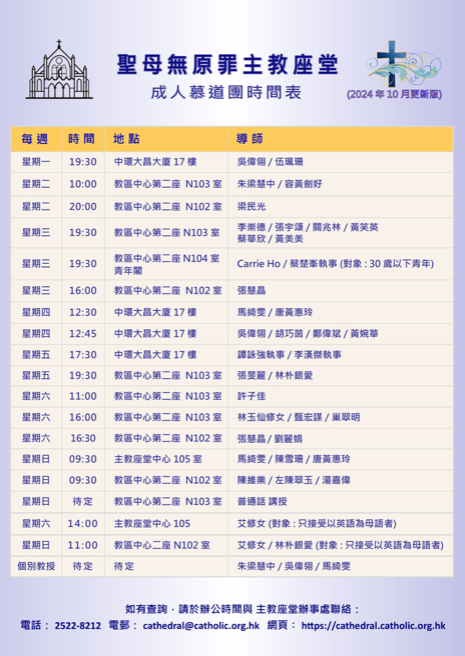 聖母無原罪主教座堂
成人慕道團時間表
(2024 年 10 月更新版)
每週 時間 地點 導師
星期一 19:30 中環大昌大廈 17 樓 吳偉翎 / 伍珮珊
星期二 10:00 教區中心第二座 N103 室 朱梁慧中 / 容黃劍好
星期二 20:00 教區中心第二座 N102 室 梁民光
星期三 19:30 教區中心第二座 N103 室 李崇德 / 張宇頌 / 關兆林 / 黃笑英
蔡華欣 / 黃美美
星期三 19:30 教區中心第二座 N104 室
青年閣 Carrie Ho / 蔡楚峯執事 (對象 : 30 歲以下青年)
星期三 16:00 教區中心第二座 N102 室 張慧晶
星期四 12:30 中環大昌大廈 17 樓 馬綺雯 / 唐黃惠玲
星期四 12:45 中環大昌大廈 17 樓 吳偉翎 / 胡巧茵 / 鄭偉斌 / 黃婉華
星期五 17:30 中環大昌大廈 17 樓 譚詠強執事 / 李漢傑執事
星期五 19:30 教區中心第二座 N103 室 張旻麗 / 林朴銀愛
星期六 11:00 教區中心第二座 N103 室 許子佳
星期六 16:00 教區中心第二座 N103 室 林玉仙修女 / 甄宏謀 / 巢翠明
星期六 16:30 教區中心第二座 N102 室 張慧晶 / 劉麗娟
星期日 09:30 主教座堂中心 105 室 馬綺雯 / 陳雪珊 / 唐黃惠玲
星期日 09:30 教區中心第二座 N102 室 陳維業 / 左陳翠玉 / 湯嘉偉
星期日 待定 教區中心第二座 N103 室 普通話 講授
星期六 14:00 主教座堂中心 105 艾修女 (對象 : 只接受以英語為母語者)
星期日 11:00 教區中心二座 N102 室 艾修女 / 林朴銀愛 (對象 : 只接受以英語為母語者)
個別教授 待定 待定 朱梁慧中 / 吳偉翎 / 馬綺雯
如有查詢，請於辦公時間與 主教座堂辦事處聯絡：
電話： 2522-8212 電郵： cathedral@catholic.org.hk 網頁： https://cathedral.catholic.org.hk